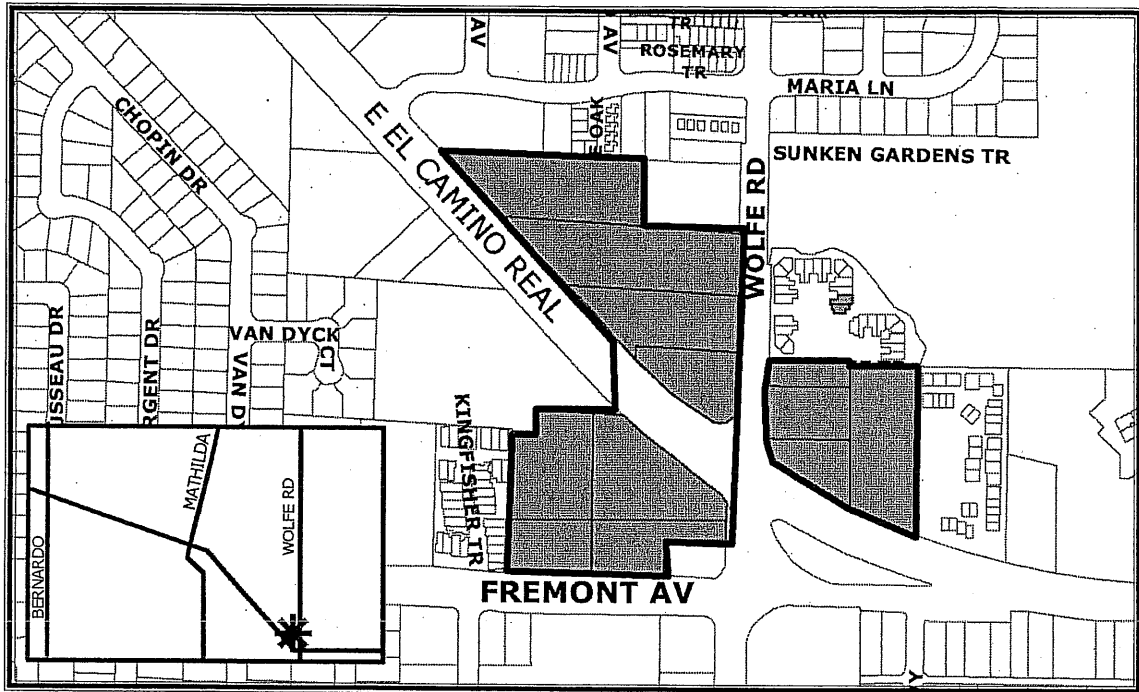 AV
AV
TR
ROSEMARY
TR
MARIA LN
CHOPIN DR
E EL CAMINO REAL
E OAK
SUNKEN GARDENS TR
WOLFE RD
VAN DYCK
CT
USSEAU DR
RGENT DR
VAN D
KINGFISHER TR
FREMONT AV
MATHILDA
WOLFE RD
BERNARDO
Y